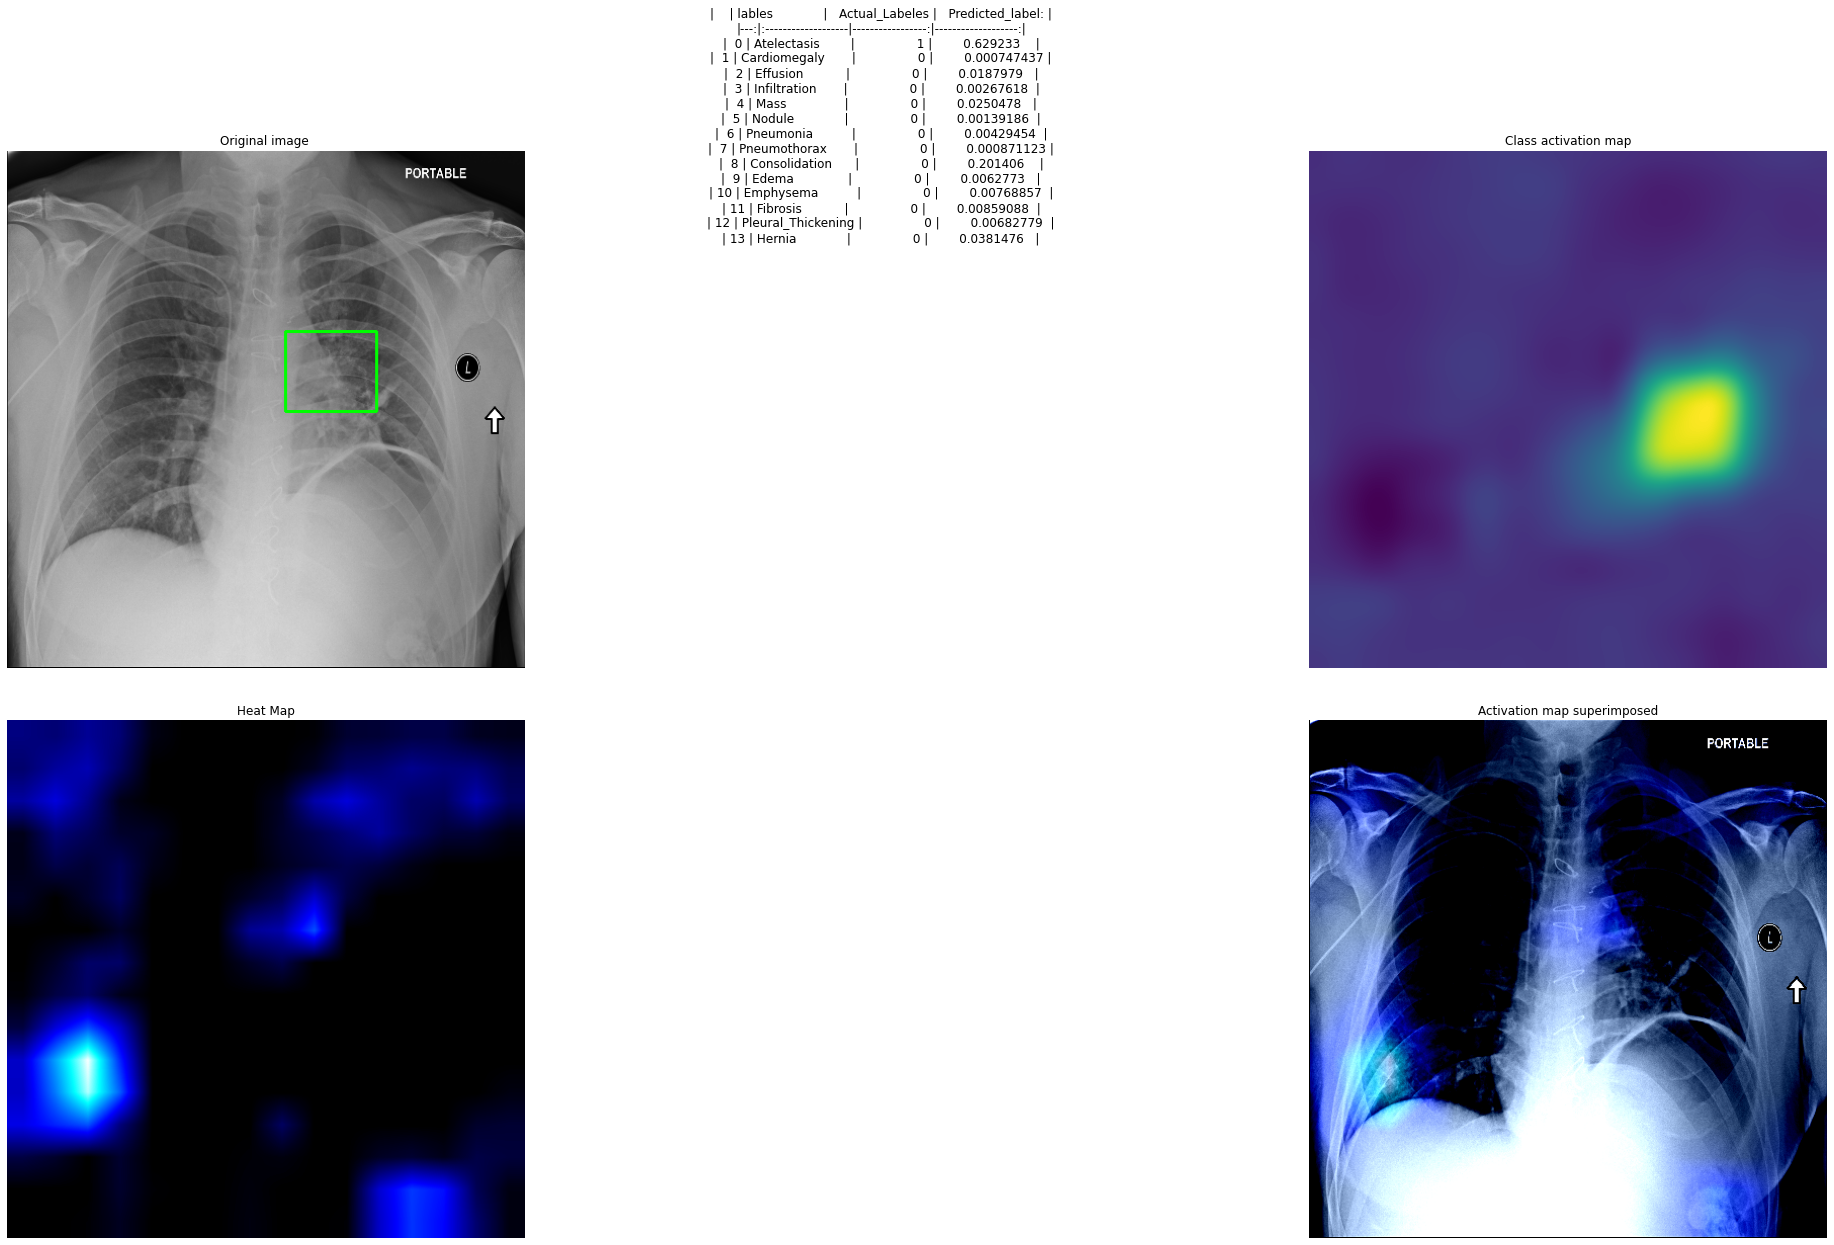 |    | lables             |   Actual_Labeles |   Predicted_label: |
|---:|:-------------------|-----------------:|-------------------:|
|  0 | Atelectasis        |                1 |        0.629233    |
|  1 | Cardiomegaly       |                0 |        0.000747437 |
|  2 | Effusion           |                0 |        0.0187979   |
|  3 | Infiltration       |                0 |        0.00267618  |
|  4 | Mass               |                0 |        0.0250478   |
|  5 | Nodule             |                0 |        0.00139186  |
|  6 | Pneumonia          |                0 |        0.00429454  |
|  7 | Pneumothorax       |                0 |        0.000871123 |
|  8 | Consolidation      |                0 |        0.201406    |
|  9 | Edema              |                0 |        0.0062773   |
| 10 | Emphysema          |                0 |        0.00768857  |
| 11 | Fibrosis           |                0 |        0.00859088  |
| 12 | Pleural_Thickening |                0 |        0.00682779  |
| 13 | Hernia             |                0 |        0.0381476   |
Original image
PORTABLE
L
Class activation map
Heat Map
Activation map superimposed
PORTABLE
L